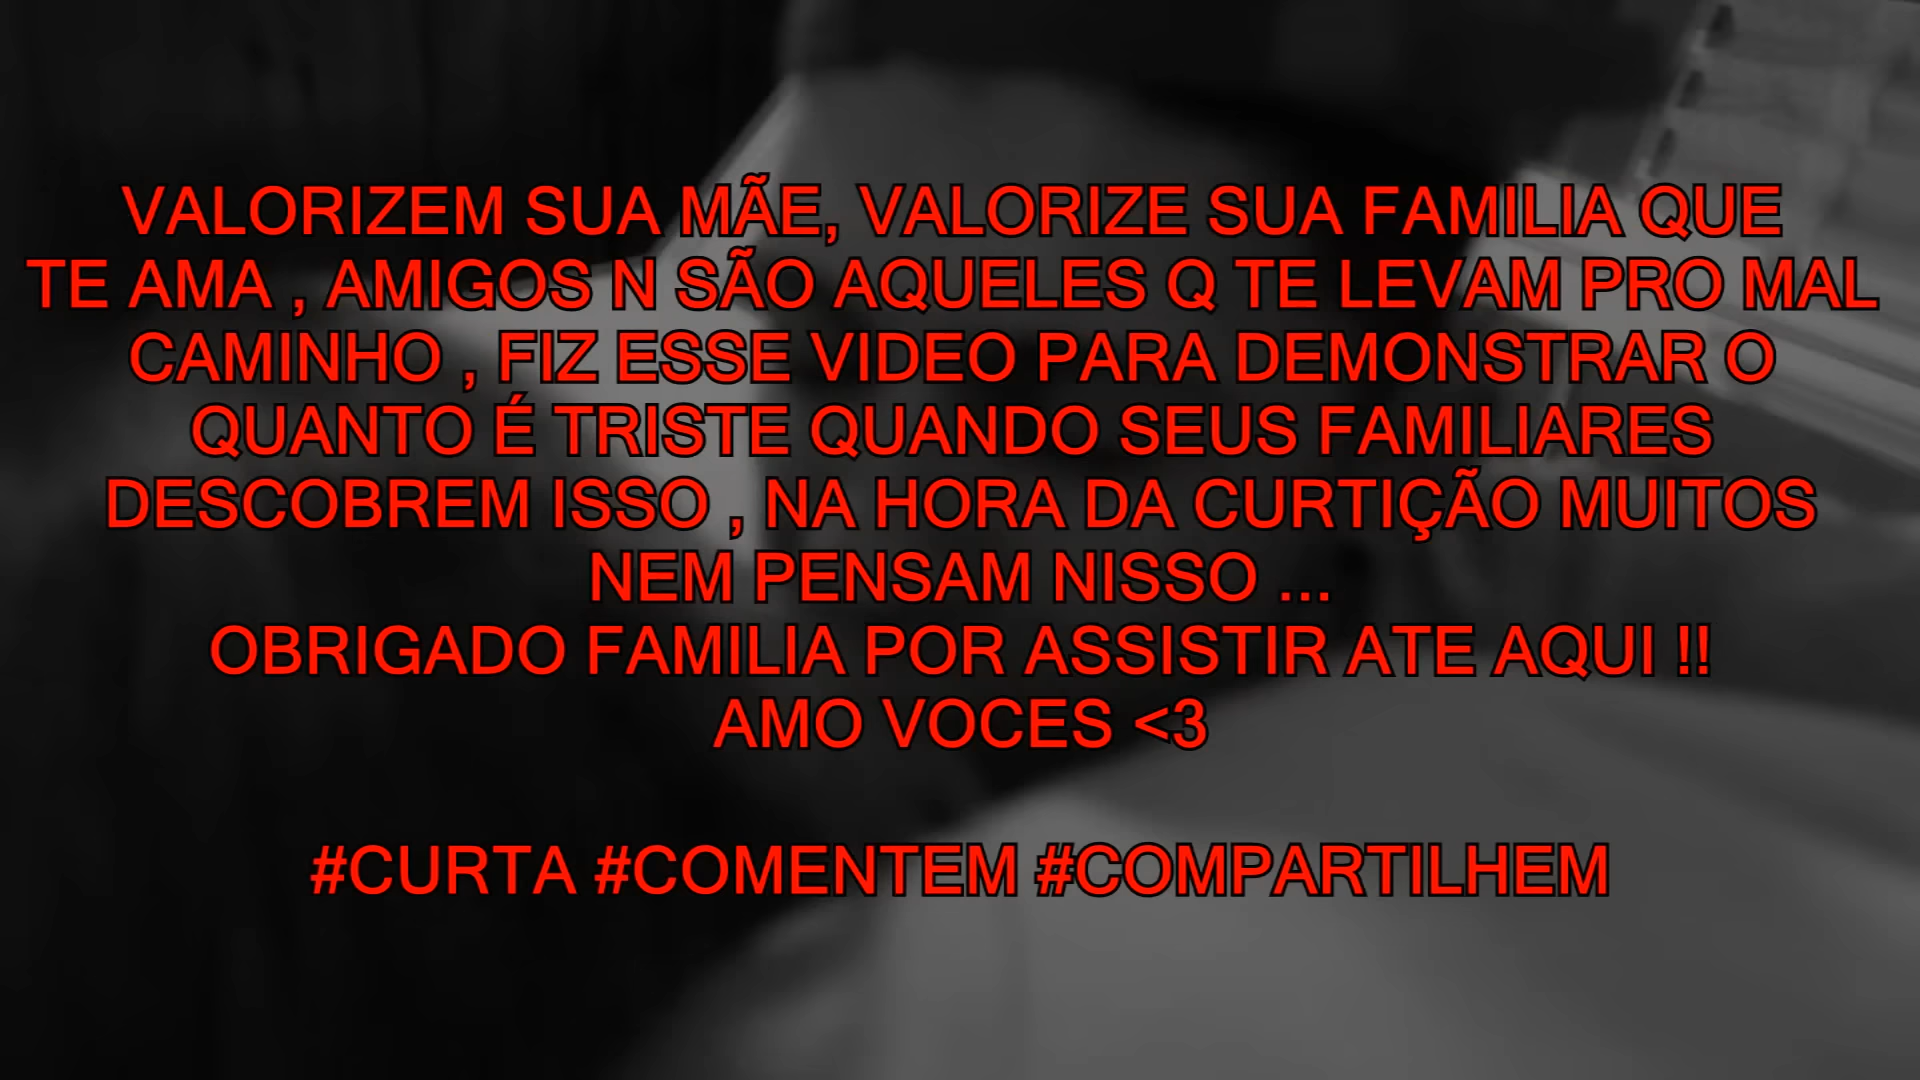 VALORIZEM SUA MÃE, VALORIZE SUA FAMILIA QUE
TE AMA , AMIGOS N SÃO AQUELES Q TE LEVAM PRO MAL
CAMINHO , FIZ ESSE VIDEO PARA DEMONSTRAR O
QUANTO É TRISTE QUANDO SEUS FAMILIARES
DESCOBREM ISSO , NA HORA DA CURTIÇÃO MUITOS
NEM PENSAM NISSO ...
OBRIGADO FAMILIA POR ASSISTIR ATE AQUI !!
AMO VOCES <3
#CURTA #COMENTEM #COMPARTILHEM